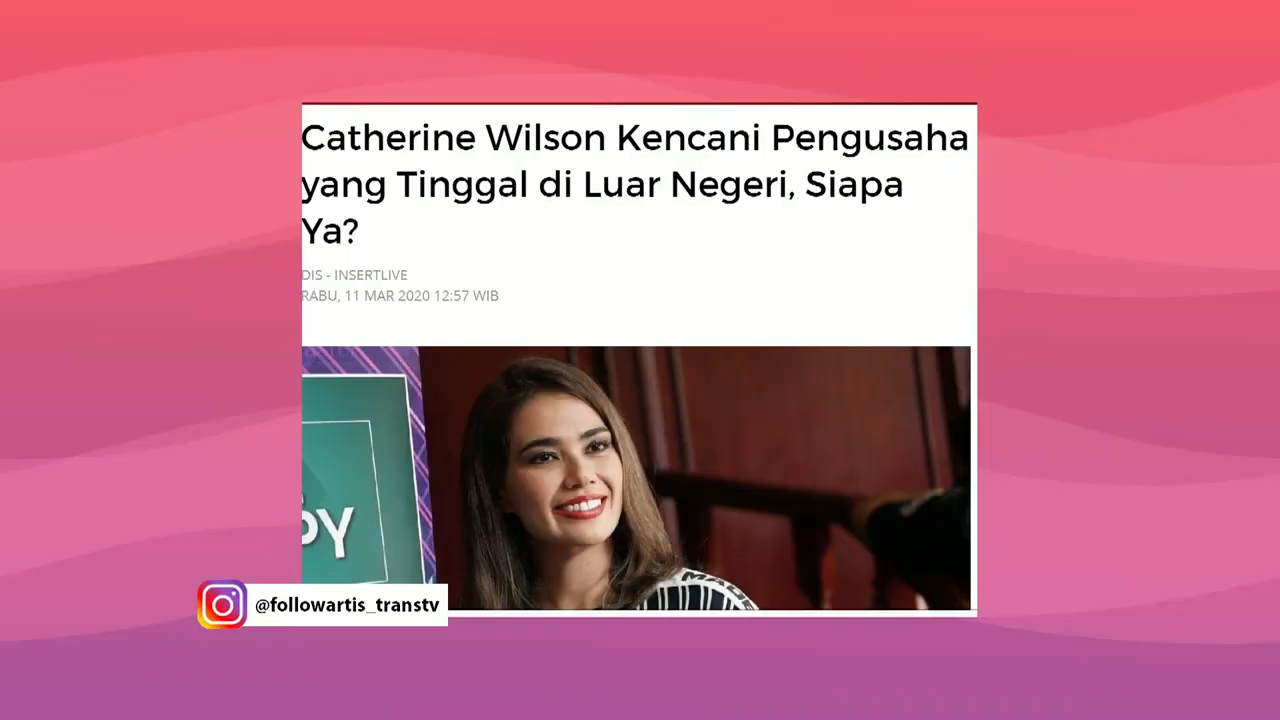 Catherine Wilson Kencani Pengusaha
yang Tinggal di Luar Negeri, Siapa
Ya?
DIS - INSERTLIVE
RABU, 11 MAR 2020 12:57 WIB
PY
@followartis_transtv